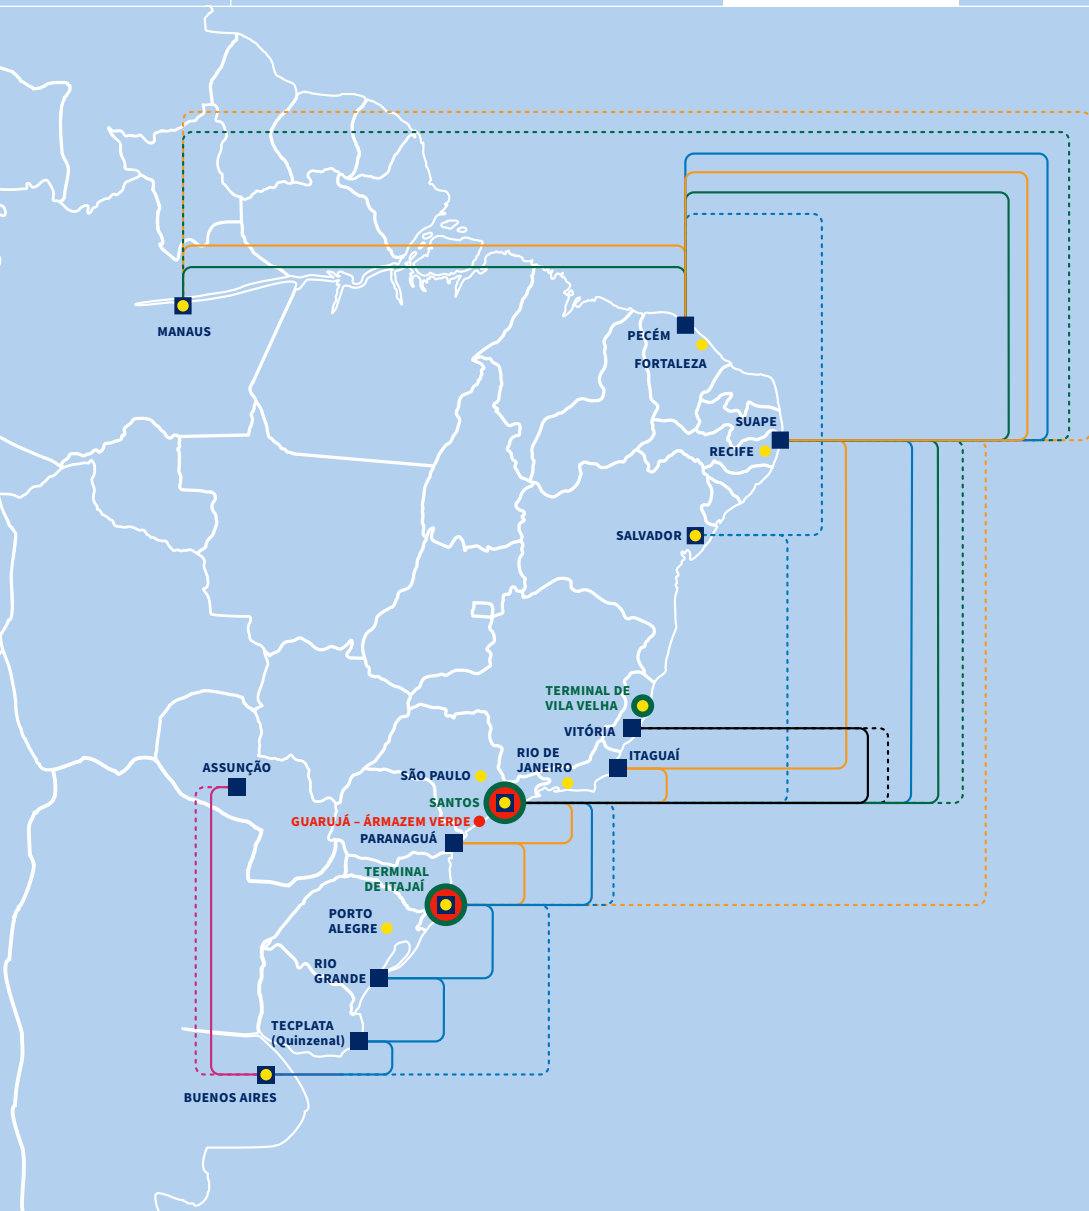 MANAUS
PECÉM
FORTALEZA
SUAPE
RECIFE
SALVADOR
TERMINAL DE
VILA VELHA
VITÓRIA
RIO DE
JANEIRO
ITAGUAÍ
ASSUNÇÃO
SÃO PAULO
SANTOS
GUARUJÁ – ÁRMAZEM VERDE
PARANAGUÁ
TERMINAL
DE ITAJAÍ
PORTO
ALEGRE
RIO
GRANDE
TECPLATA
(Quinzenal)
BUENOS AIRES